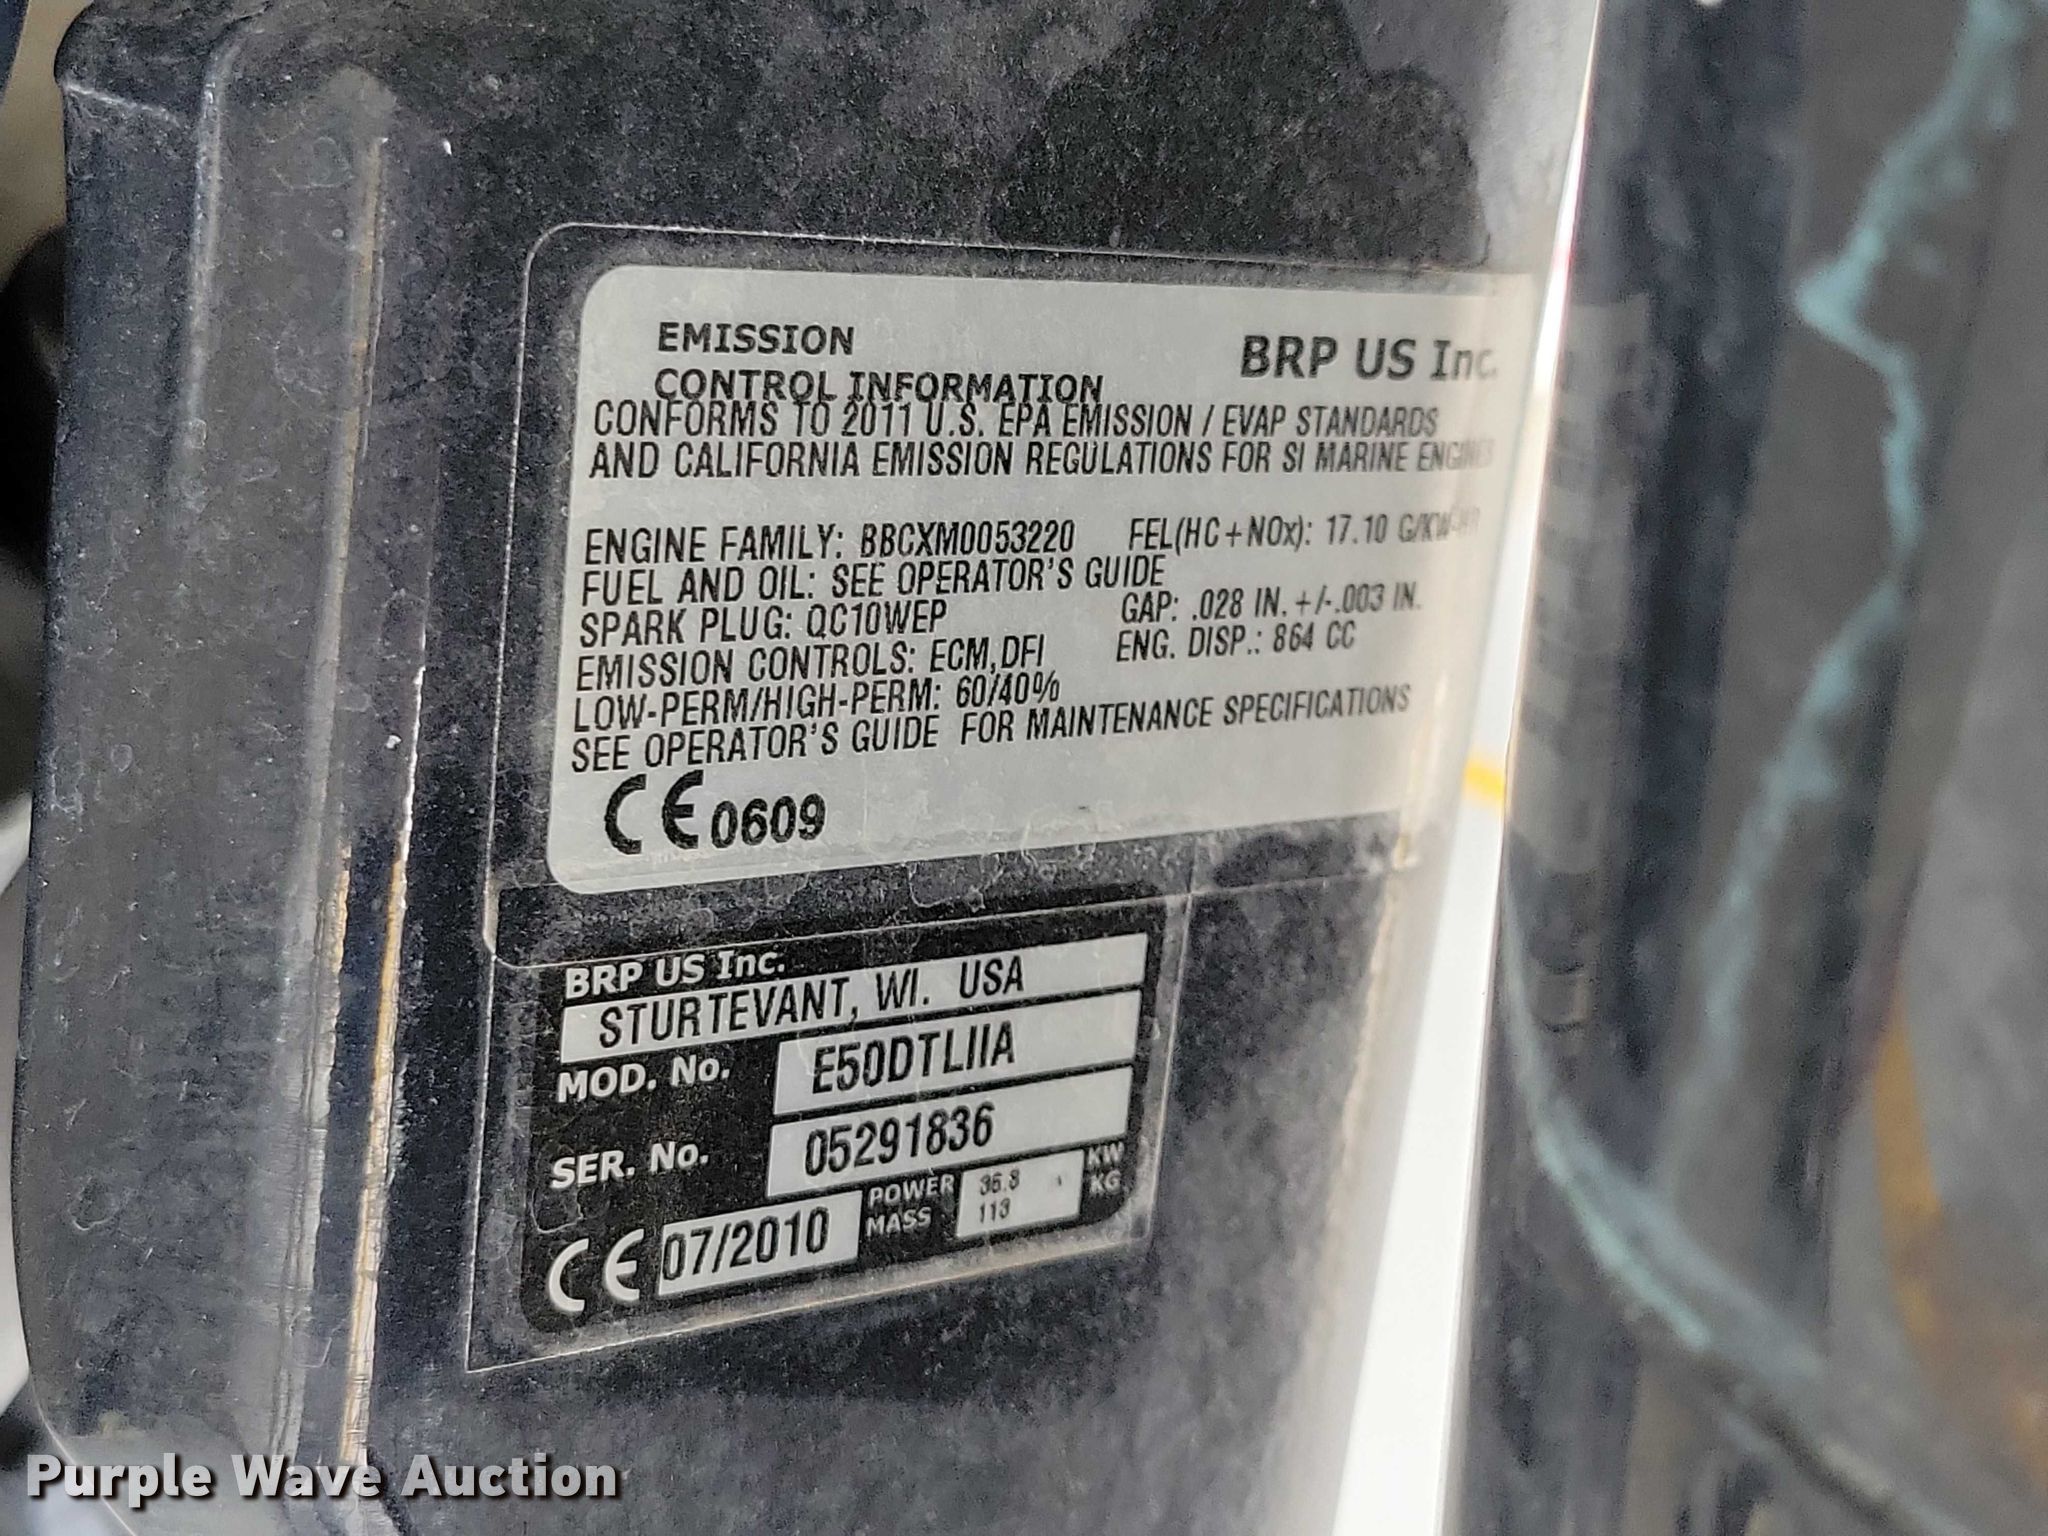 EMISSION
CONTROL INFORMATION
BRP US Inc.
CONFORMS TO 2011 U.S. EPA EMISSION / EVAP STANDARDS
AND CALIFORNIA EMISSION REGULATIONS FOR SI MARINE ENGINES
ENGINE FAMILY: BBCXM0053220 FEL(HC+NOx): 17.10 G/KW-HR
FUEL AND OIL: SEE OPERATOR'S GUIDE
SPARK PLUG: QC10WEP GAP: .028 IN. +/-.003 IN.
EMISSION CONTROLS: ECM,DFI ENG. DISP.: 864 CC
LOW-PERM/HIGH-PERM: 60/40%
SEE OPERATOR'S GUIDE FOR MAINTENANCE SPECIFICATIONS
CE 0609
BRP US Inc.
STURTEVANT, WI. USA
MOD. No. E50DTLIIA
SER. No. 05291836
CE 07/2010
POWER 36.8 KW
MASS 113 KG
Purple Wave Auction